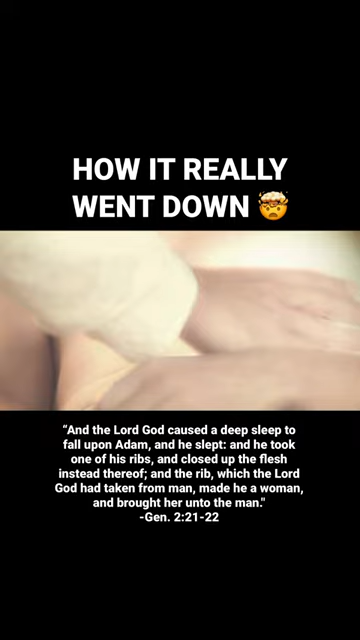 HOW IT REALLY
WENT DOWN 🤯
“And the Lord God caused a deep sleep to
fall upon Adam, and he slept: and he took
one of his ribs, and closed up the flesh
instead thereof; and the rib, which the Lord
God had taken from man, made he a woman,
and brought her unto the man."
-Gen. 2:21-22